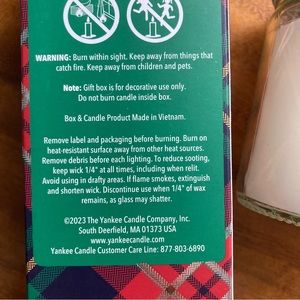 WARNING: Burn within sight. Keep away from things that
catch fire. Keep away from children and pets.
Note: Gift box is for decorative use only.
Do not burn candle inside box.
Box & Candle Product Made in Vietnam.
Remove label and packaging before burning. Burn on
heat-resistant surface away from other heat sources.
Remove debris before each lighting. To reduce sooting,
keep wick 1/4" at all times, including when relit.
Avoid using in drafty areas. If flame smokes, extinguish
and shorten wick. Discontinue use when 1/4" of wax
remains, as glass may shatter.
©2023 The Yankee Candle Company, Inc.
South Deerfield, MA 01373 USA
www.yankeecandle.com
Yankee Candle Customer Care Line: 877-803-6890